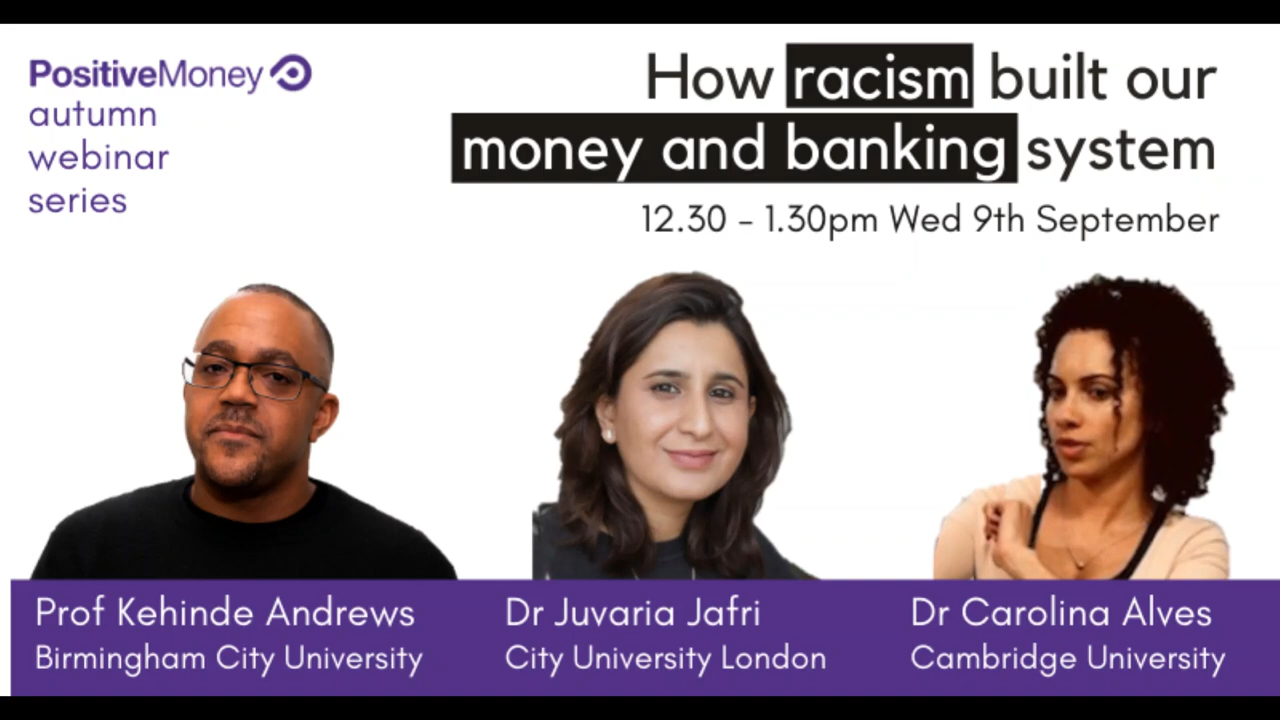 PositiveMoney
autumn
webinar
series
How racism built our
money and banking system
12.30 - 1.30pm Wed 9th September
Prof Kehinde Andrews
Birmingham City University
Dr Juvaria Jafri
City University London
Dr Carolina Alves
Cambridge University